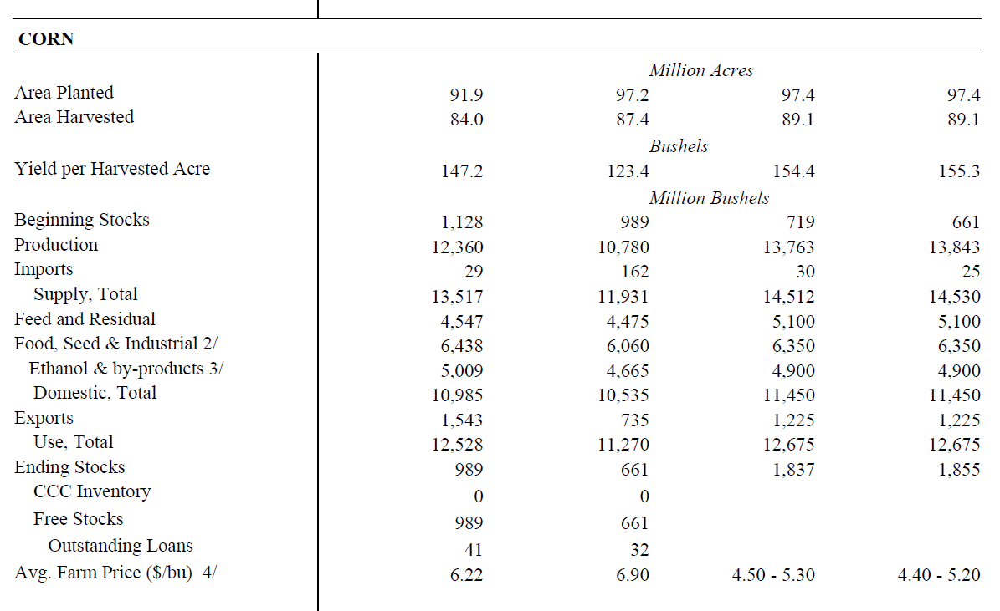 CORN
Million Acres
Area Planted 91.9 97.2 97.4 97.4
Area Harvested 84.0 87.4 89.1 89.1
Bushels
Yield per Harvested Acre 147.2 123.4 154.4 155.3
Million Bushels
Beginning Stocks 1,128 989 719 661
Production 12,360 10,780 13,763 13,843
Imports 29 162 30 25
Supply, Total 13,517 11,931 14,512 14,530
Feed and Residual 4,547 4,475 5,100 5,100
Food, Seed & Industrial 2/ 6,438 6,060 6,350 6,350
Ethanol & by-products 3/ 5,009 4,665 4,900 4,900
Domestic, Total 10,985 10,535 11,450 11,450
Exports 1,543 735 1,225 1,225
Use, Total 12,528 11,270 12,675 12,675
Ending Stocks 989 661 1,837 1,855
CCC Inventory 0 0
Free Stocks 989 661
Outstanding Loans 41 32
Avg. Farm Price ($/bu) 4/ 6.22 6.90 4.50 - 5.30 4.40 - 5.20